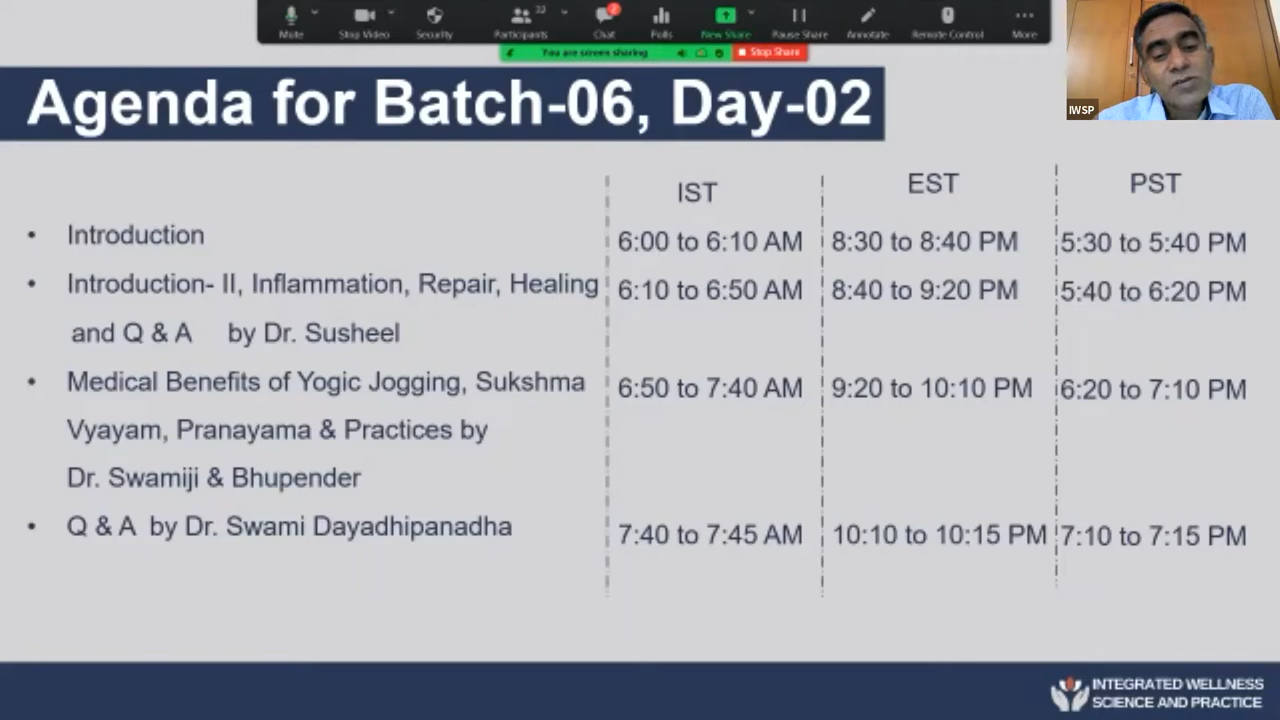 32
2
Mute
Stop Video
Security
Participants
Chat
Polls
New Share
Pause Share
Annotate
Remote Control
More
You are screen sharing
Stop Share
IWSP
Agenda for Batch-06, Day-02
IST EST PST
• Introduction 6:00 to 6:10 AM 8:30 to 8:40 PM 5:30 to 5:40 PM
• Introduction- II, Inflammation, Repair, Healing 6:10 to 6:50 AM 8:40 to 9:20 PM 5:40 to 6:20 PM
and Q & A by Dr. Susheel
• Medical Benefits of Yogic Jogging, Sukshma 6:50 to 7:40 AM 9:20 to 10:10 PM 6:20 to 7:10 PM
Vyayam, Pranayama & Practices by
Dr. Swamiji & Bhupender
• Q & A by Dr. Swami Dayadhipanadha 7:40 to 7:45 AM 10:10 to 10:15 PM 7:10 to 7:15 PM
INTEGRATED WELLNESS
SCIENCE AND PRACTICE